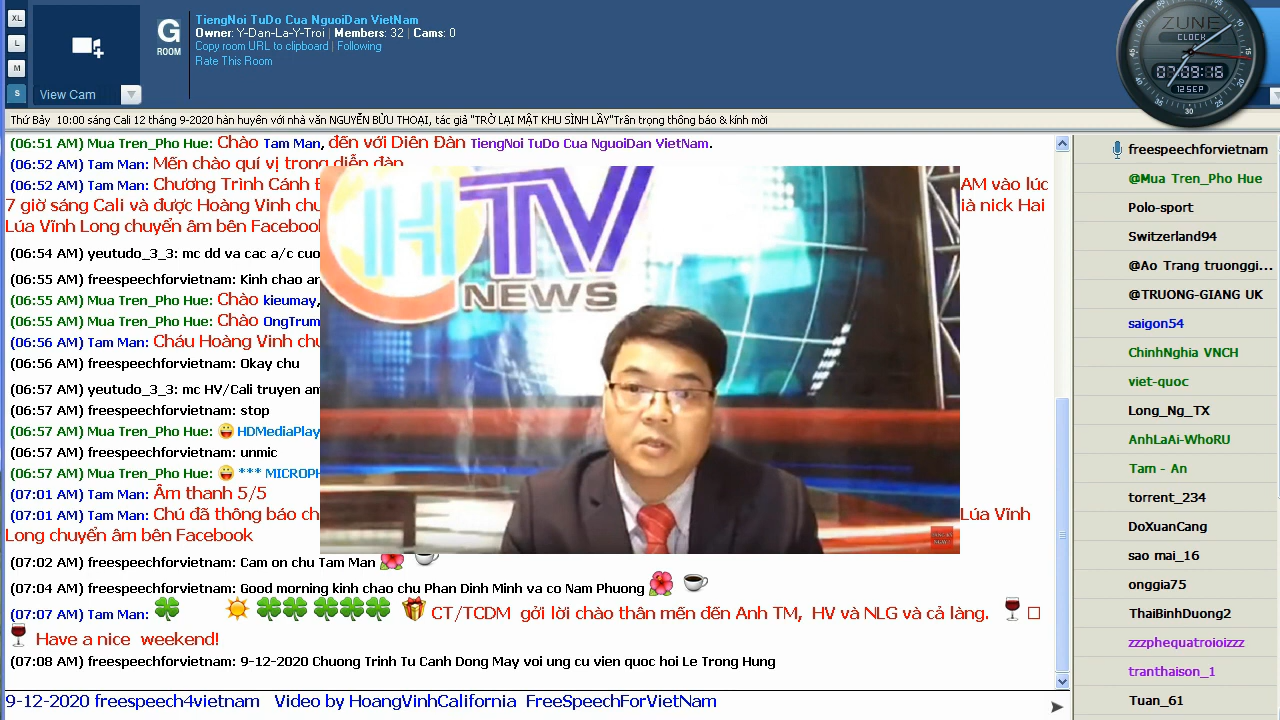 XL
L
M
S
View Cam
G
ROOM
TiengNoi TuDo Cua NguoiDan VietNam
Owner: Y-Dan-La-Y-Troi | Members: 32 | Cams: 0
Copy room URL to clipboard | Following
Rate This Room
ZUNE
CLOCK
07:09:18
12 SEP
Thứ Bảy 10:00 sáng Cali 12 tháng 9-2020 hàn huyên với nhà văn NGUYỄN BỬU THOẠI, tác giả "TRỞ LẠI MẬT KHU SÌNH LẦY"Trân trọng thông báo & kính mời
(06:51 AM) Mua Tren_Pho Hue: Chào Tam Man, đến với Diên Đàn TiengNoi TuDo Cua NguoiDan VietNam.
(06:52 AM) Tam Man: Mến chào quí vị trong diễn đàn
(06:52 AM) Tam Man: Chương Trình Cánh AM vào lúc
7 giờ sáng Cali và được Hoàng Vinh nick Hai
Lúa Vĩnh Long chuyển âm bên
(06:54 AM) yeutudo_3_3: mc dd va cac a/c
(06:55 AM) freespeechforvietnam: Kinh chao
(06:55 AM) Mua Tren_Pho Hue: Chào kieumay,
(06:55 AM) Mua Tren_Pho Hue: Chào
(06:56 AM) Tam Man: Cháu Hoàng Vinh
(06:56 AM) freespeechforvietnam: Okay chu
(06:57 AM) yeutudo_3_3: mc HV/Cali truyen
(06:57 AM) freespeechforvietnam: stop
(06:57 AM) Mua Tren_Pho Hue: HDMediaPlay
(06:57 AM) freespeechforvietnam: unmic
(06:57 AM) Mua Tren_Pho Hue: ***
(07:01 AM) Tam Man: Âm thanh 5/5
(07:01 AM) Tam Man: Chú đã thông báo Lúa Vĩnh
Long chuyển âm bên Facebook
(07:02 AM) freespeechforvietnam: Cam on chu Tam Man
(07:04 AM) freespeechforvietnam: Good morning kinh chao chu Phan Dinh Minh va co Nam Phuong
(07:07 AM) Tam Man: CT/TCDM gởi lời chào thân mến đến Anh TM, HV và NLG và cả làng.
Have a nice weekend!
(07:08 AM) freespeechforvietnam: 9-12-2020 Chuong Trinh Tu Canh Dong May voi ung cu vien quoc hoi Le Trong Hung
9-12-2020 freespeech4vietnam Video by HoangVinhCalifornia FreeSpeechForVietNam
HTV
NEWS
freespeechforvietnam
@Mua Tren_Pho Hue
Polo-sport
Switzerland94
@Ao Trang truonggi...
@TRUONG-GIANG UK
saigon54
ChinhNghia VNCH
viet-quoc
Long_Ng_TX
AnhLaAi-WhoRU
Tam - An
torrent_234
DoXuanCang
sao mai_16
onggia75
ThaiBinhDuong2
zzzphequatroioizzz
tranthaison_1
Tuan_61